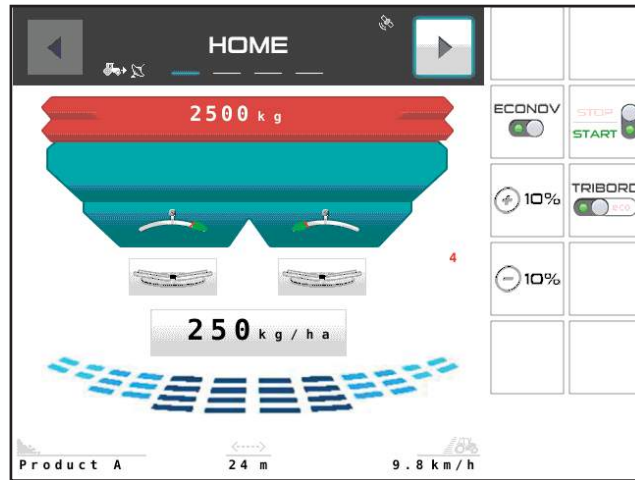 HOME
2500 kg
ECONOV
STOP
START
+ 10%
TRIBORD
eco
4
- 10%
250 kg/ha
Product A
24 m
9.8 km/h